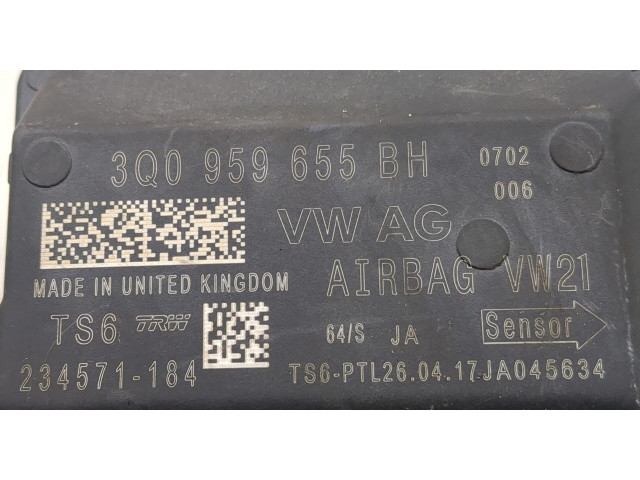 3Q0 959 655 BH 0702
006
VW AG
AIRBAG VW21
MADE IN UNITED KINGDOM
TS6 TRW 64/S JA Sensor
234571-184 TS6-PTL26.04.17JA045634